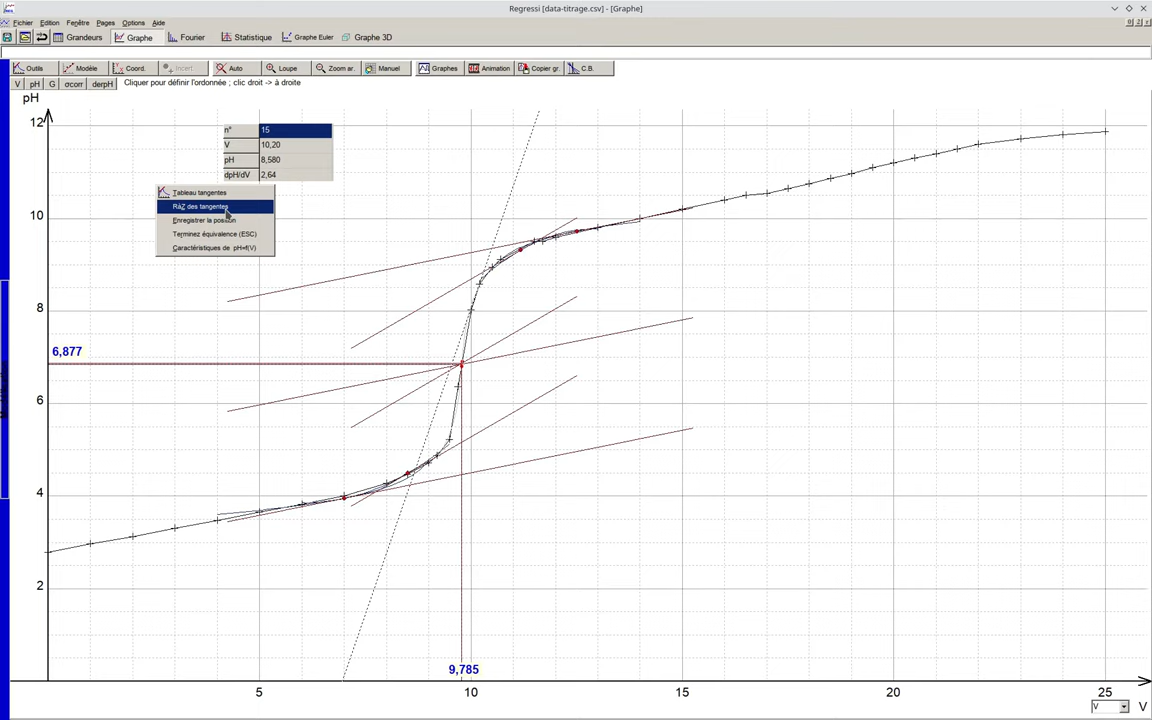 Regressi [data-titrage.csv] - [Graphe]
Fichier Edition Fenêtre Pages Options Aide
Grandeurs Graphe Fourier Statistique Graphe Euler Graphe 3D
Outils Modèle Coord. Insert Auto Loupe Zoom ar. Manuel Graphes Animation Copier gr. C.B.
V pH G σcorr derpH Cliquer pour définir l'ordonnée ; clic droit -> à droite
pH
12
n° 15
V 10,20
pH 8,580
dpH/dV 2,64
Tableau tangentes
RàZ des tangentes
Enregistrer la position
Terminez équivalence (ESC)
Caractéristiques de pH=f(V)
10
8
6,877
6
4
2
9,785
5 10 15 20 25
V V